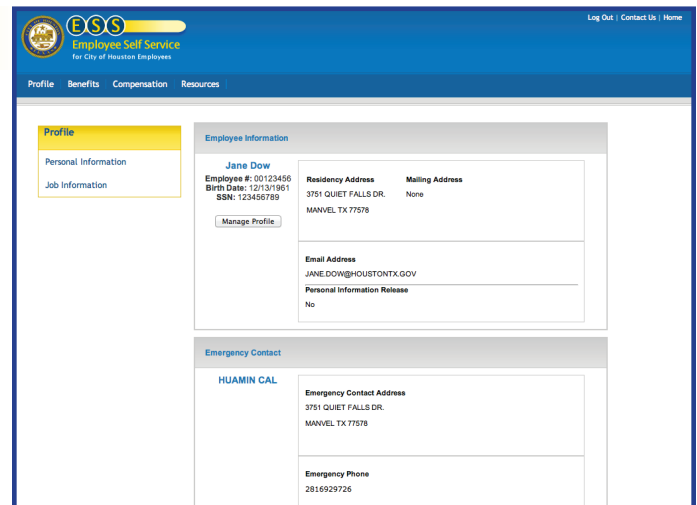 Log Out | Contact Us | Home
ESS
Employee Self Service
for City of Houston Employees
Profile Benefits Compensation Resources
Profile
Personal Information
Job Information
Employee Information
Jane Dow
Employee #: 00123456
Birth Date: 12/13/1961
SSN: 123456789
Manage Profile
Residency Address Mailing Address
3751 QUIET FALLS DR. None
MANVEL TX 77578
Email Address
JANE.DOW@HOUSTONTX.GOV
Personal Information Release
No
Emergency Contact
HUAMIN CAL
Emergency Contact Address
3751 QUIET FALLS DR.
MANVEL TX 77578
Emergency Phone
2816929726